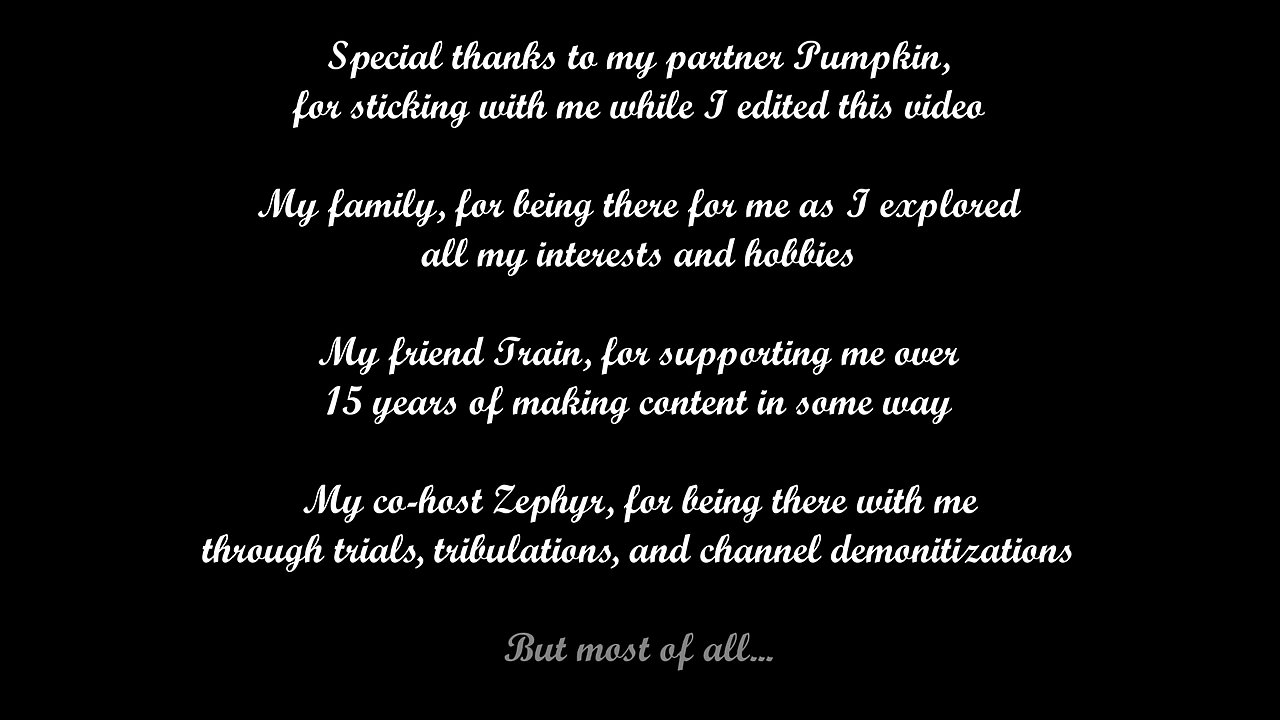 Special thanks to my partner Pumpkin,
for sticking with me while I edited this video
My family, for being there for me as I explored
all my interests and hobbies
My friend Train, for supporting me over
15 years of making content in some way
My co-host Zephyr, for being there with me
through trials, tribulations, and channel demonitizations
But most of all...